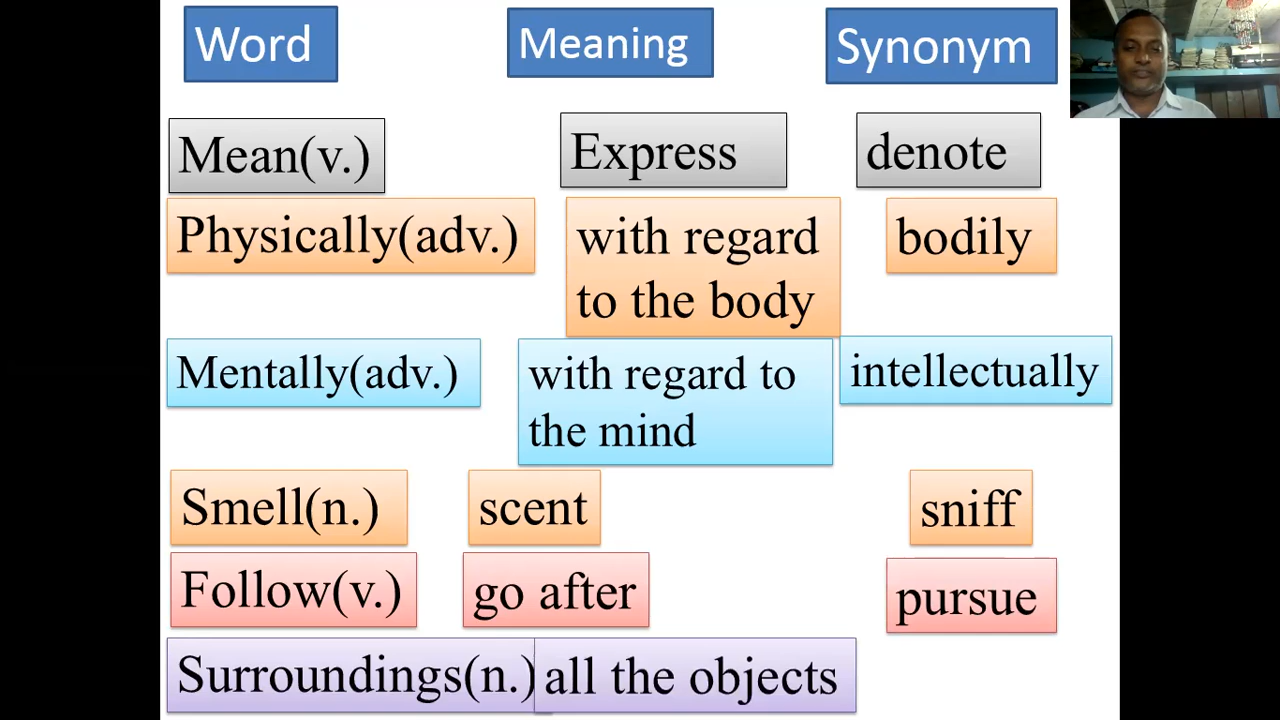 Word Meaning Synonym
Mean(v.) Express denote
Physically(adv.) with regard bodily
to the body
Mentally(adv.) with regard to intellectually
the mind
Smell(n.) scent sniff
Follow(v.) go after pursue
Surroundings(n.) all the objects